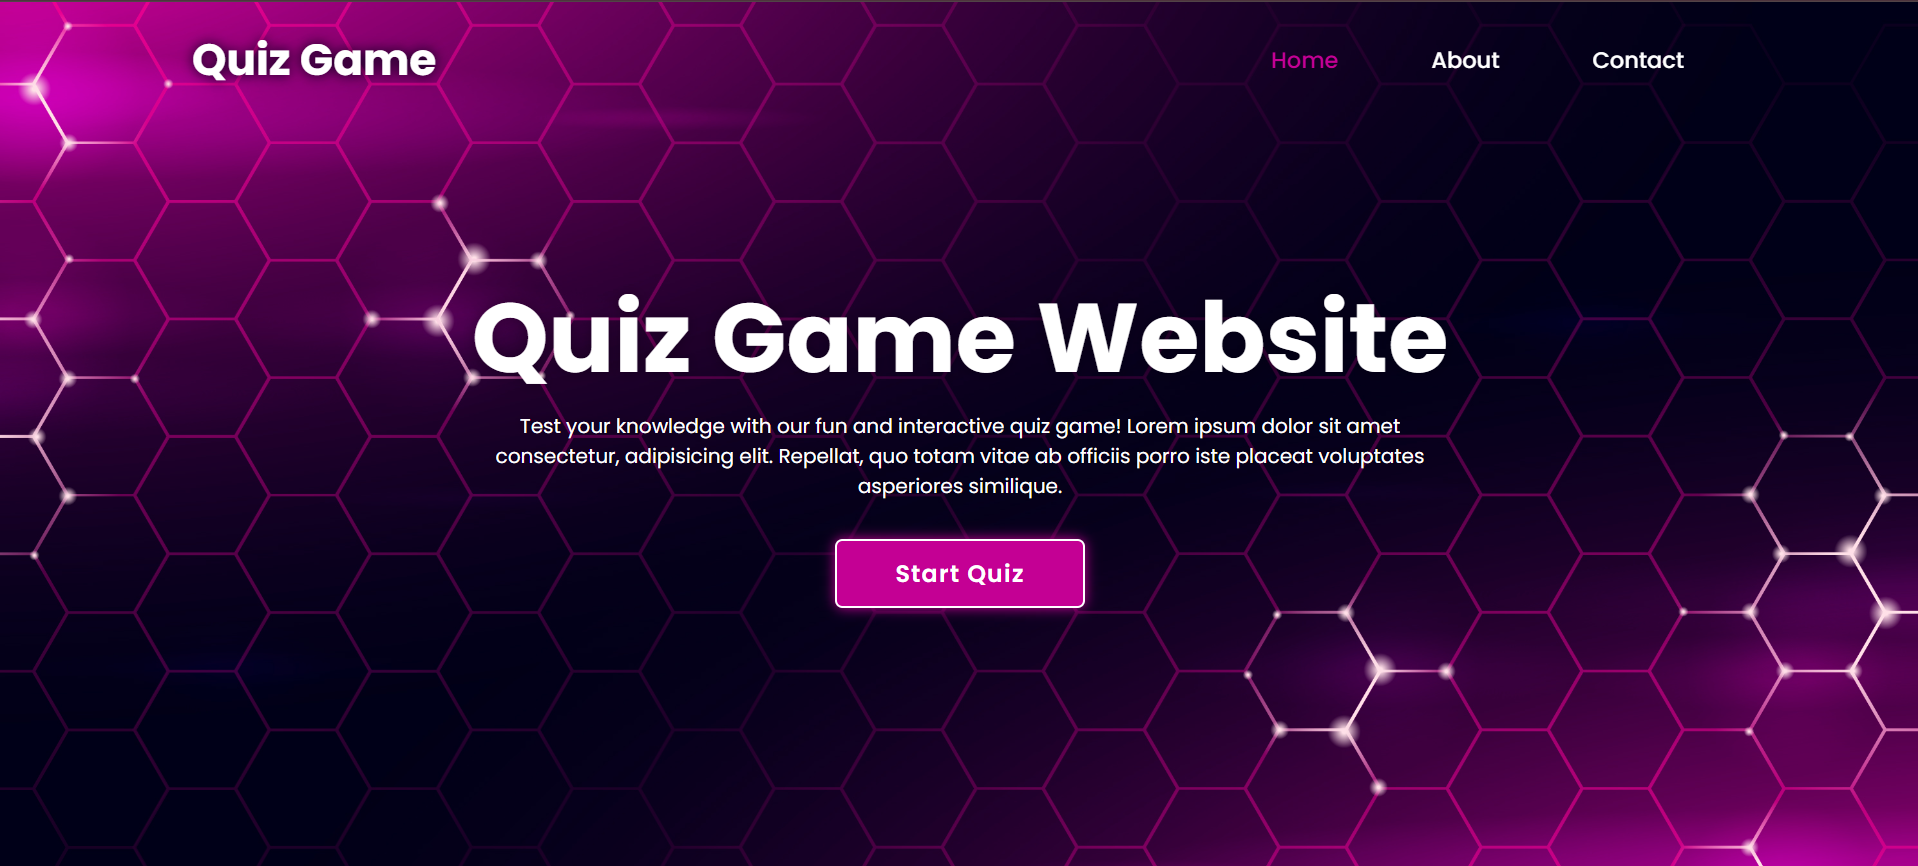 Quiz Game
Home About Contact
Quiz Game Website
Test your knowledge with our fun and interactive quiz game! Lorem ipsum dolor sit amet
consectetur, adipisicing elit. Repellat, quo totam vitae ab officiis porro iste placeat voluptates
asperiores similique.
Start Quiz